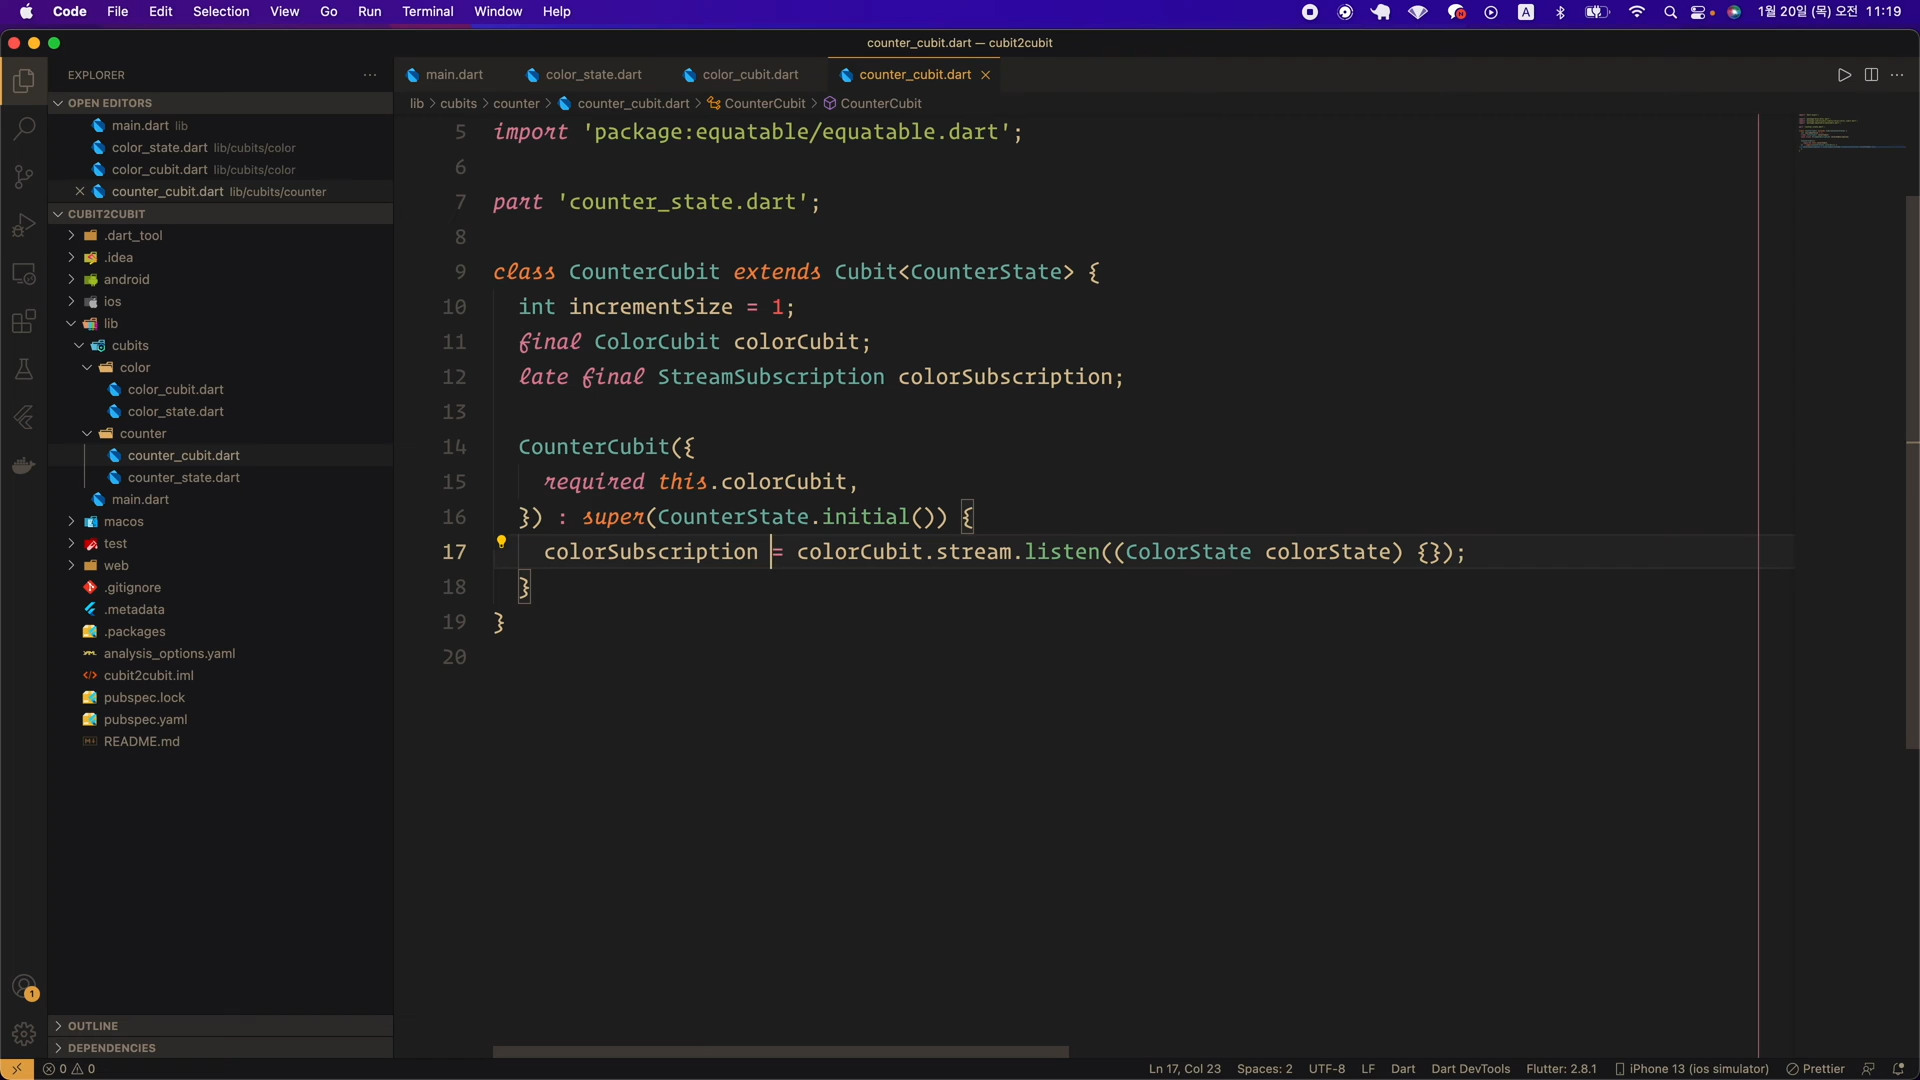 Code File Edit Selection View Go Run Terminal Window Help
A
1월 20일 (목) 오전 11:19
counter_cubit.dart — cubit2cubit
EXPLORER
main.dart
color_state.dart
color_cubit.dart
counter_cubit.dart
OPEN EDITORS
lib > cubits > counter > counter_cubit.dart > CounterCubit > CounterCubit
main.dart lib
color_state.dart lib/cubits/color
color_cubit.dart lib/cubits/color
counter_cubit.dart lib/cubits/counter
CUBIT2CUBIT
.dart_tool
.idea
android
ios
lib
cubits
color
color_cubit.dart
color_state.dart
counter
counter_cubit.dart
counter_state.dart
main.dart
macos
test
web
.gitignore
.metadata
.packages
analysis_options.yaml
cubit2cubit.iml
pubspec.lock
pubspec.yaml
README.md
OUTLINE
DEPENDENCIES
5 import 'package:equatable/equatable.dart';
6
7 part 'counter_state.dart';
8
9 class CounterCubit extends Cubit<CounterState> {
10 int incrementSize = 1;
11 final ColorCubit colorCubit;
12 late final StreamSubscription colorSubscription;
13
14 CounterCubit({
15 required this.colorCubit,
16 }) : super(CounterState.initial()) {
17 colorSubscription = colorCubit.stream.listen((ColorState colorState) {});
18 }
19 }
20
1
0 0
Ln 17, Col 23 Spaces: 2 UTF-8 LF Dart Dart DevTools Flutter: 2.8.1 iPhone 13 (ios simulator) Prettier